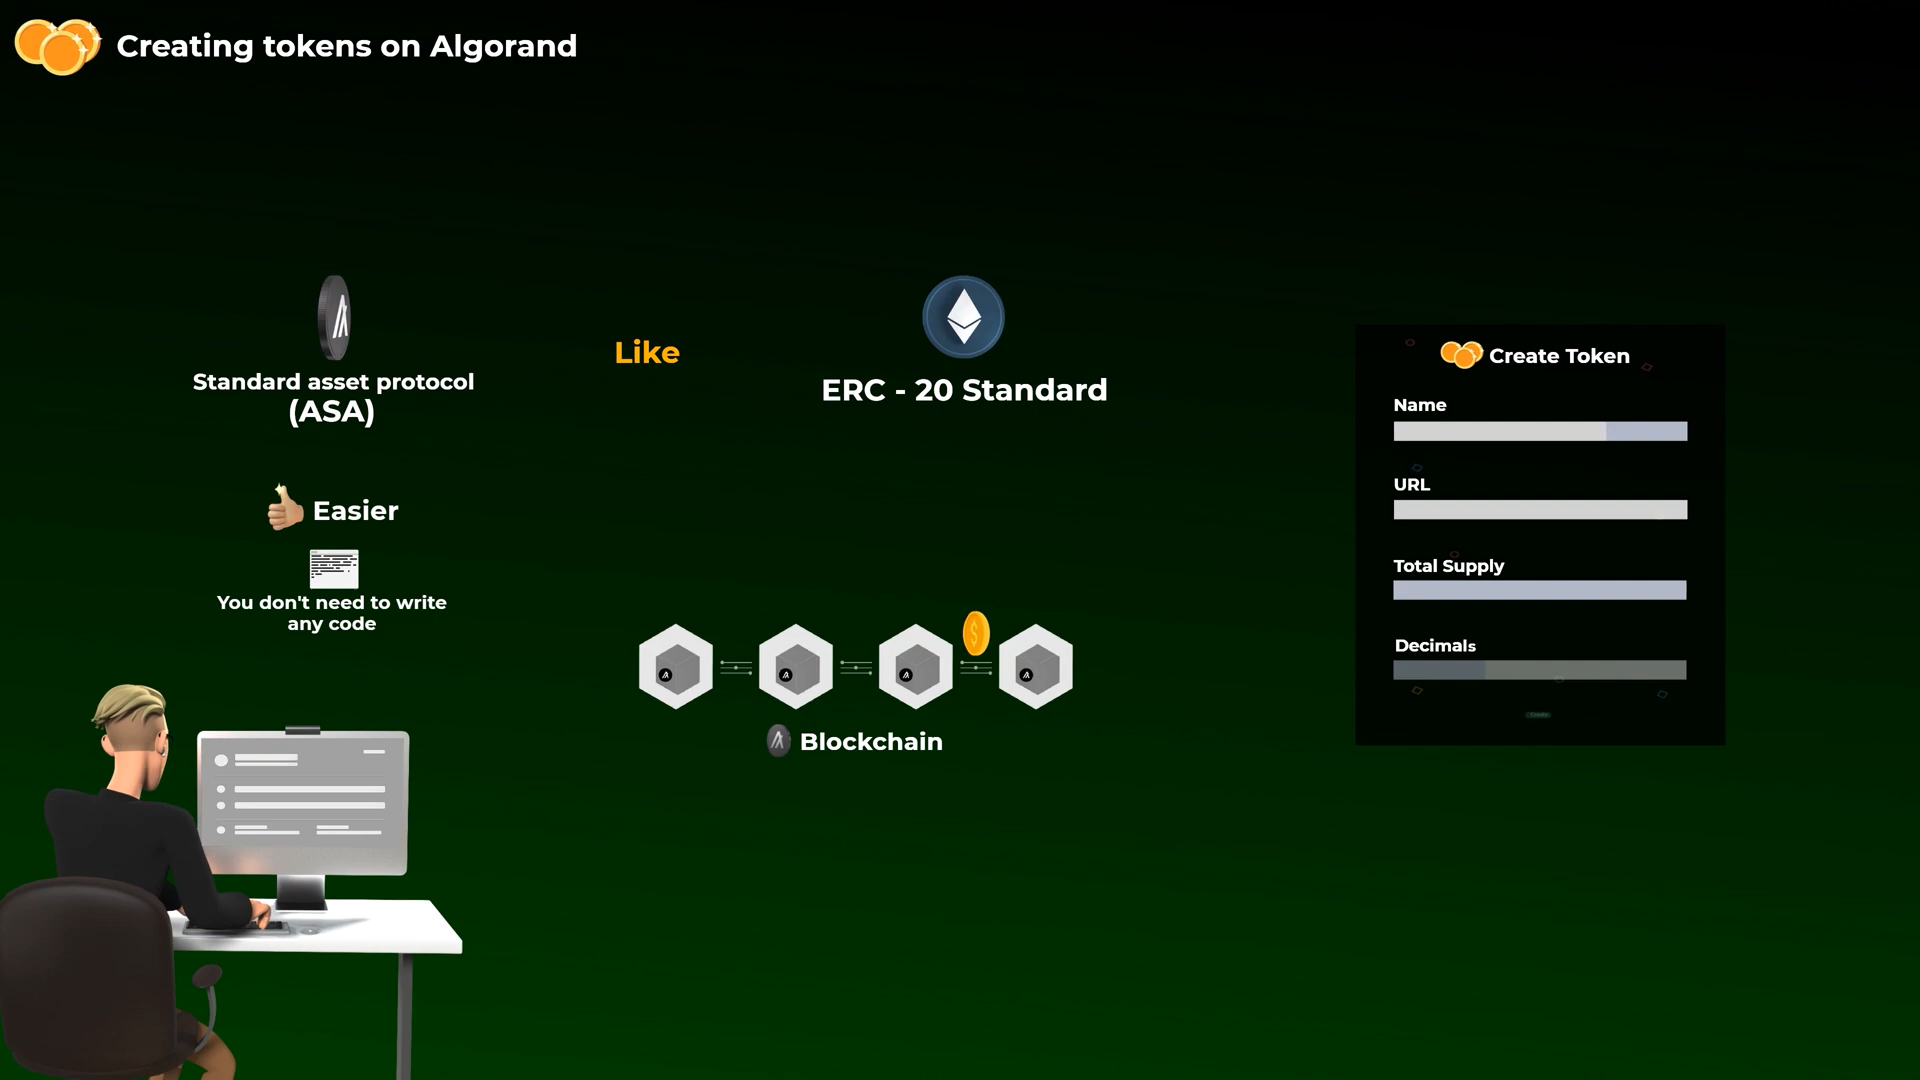 Creating tokens on Algorand
Standard asset protocol
(ASA)
Like
ERC - 20 Standard
Easier
You don't need to write
any code
Blockchain
Create Token
Name
URL
Total Supply
Decimals
Create